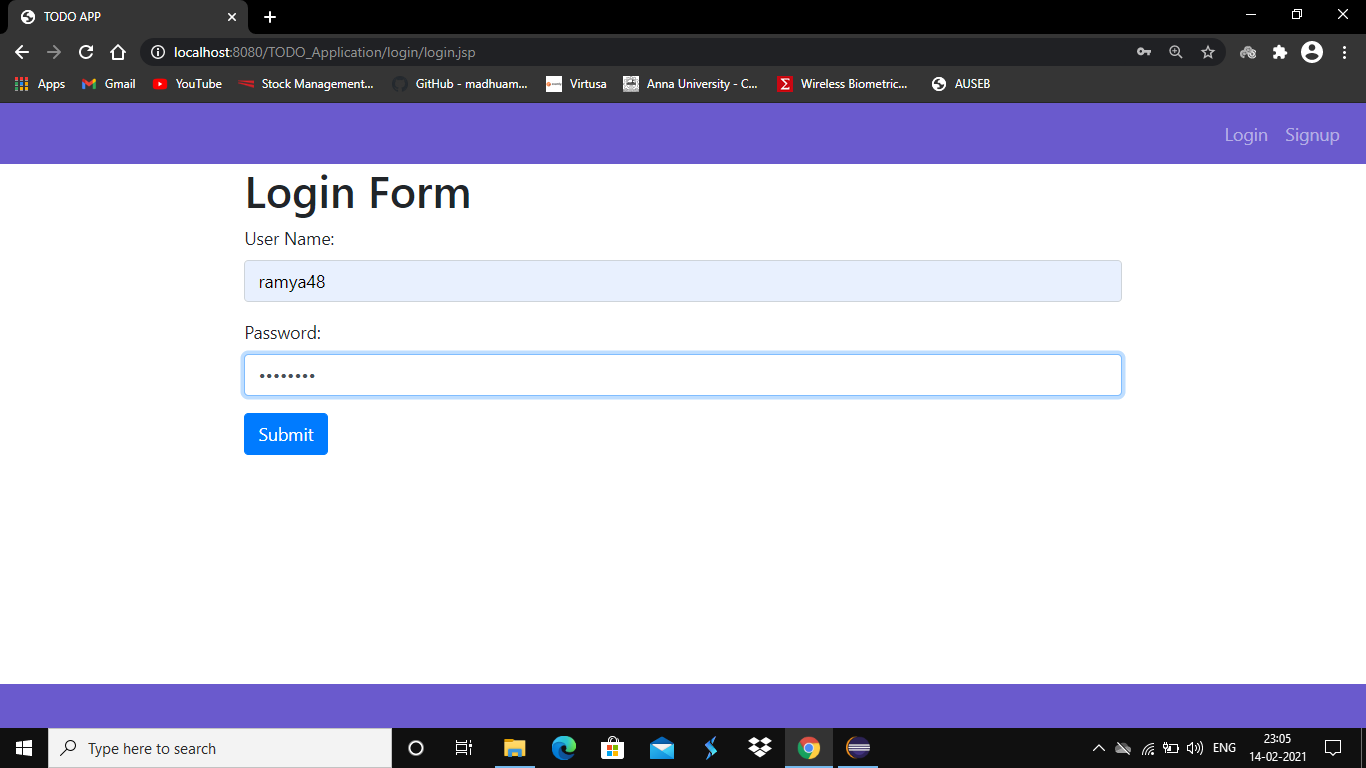 TODO APP
localhost:8080/TODO_Application/login/login.jsp
Apps Gmail YouTube Stock Management... GitHub - madhuam... Virtusa Anna University - C... Wireless Biometric... AUSEB
Login Signup
Login Form
User Name:
ramya48
Password:
••••••••
Submit
Type here to search
ENG
23:05
14-02-2021